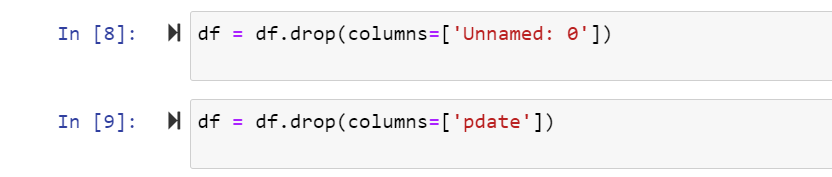 In [8]: df = df.drop(columns=['Unnamed: 0'])
In [9]: df = df.drop(columns=['pdate'])